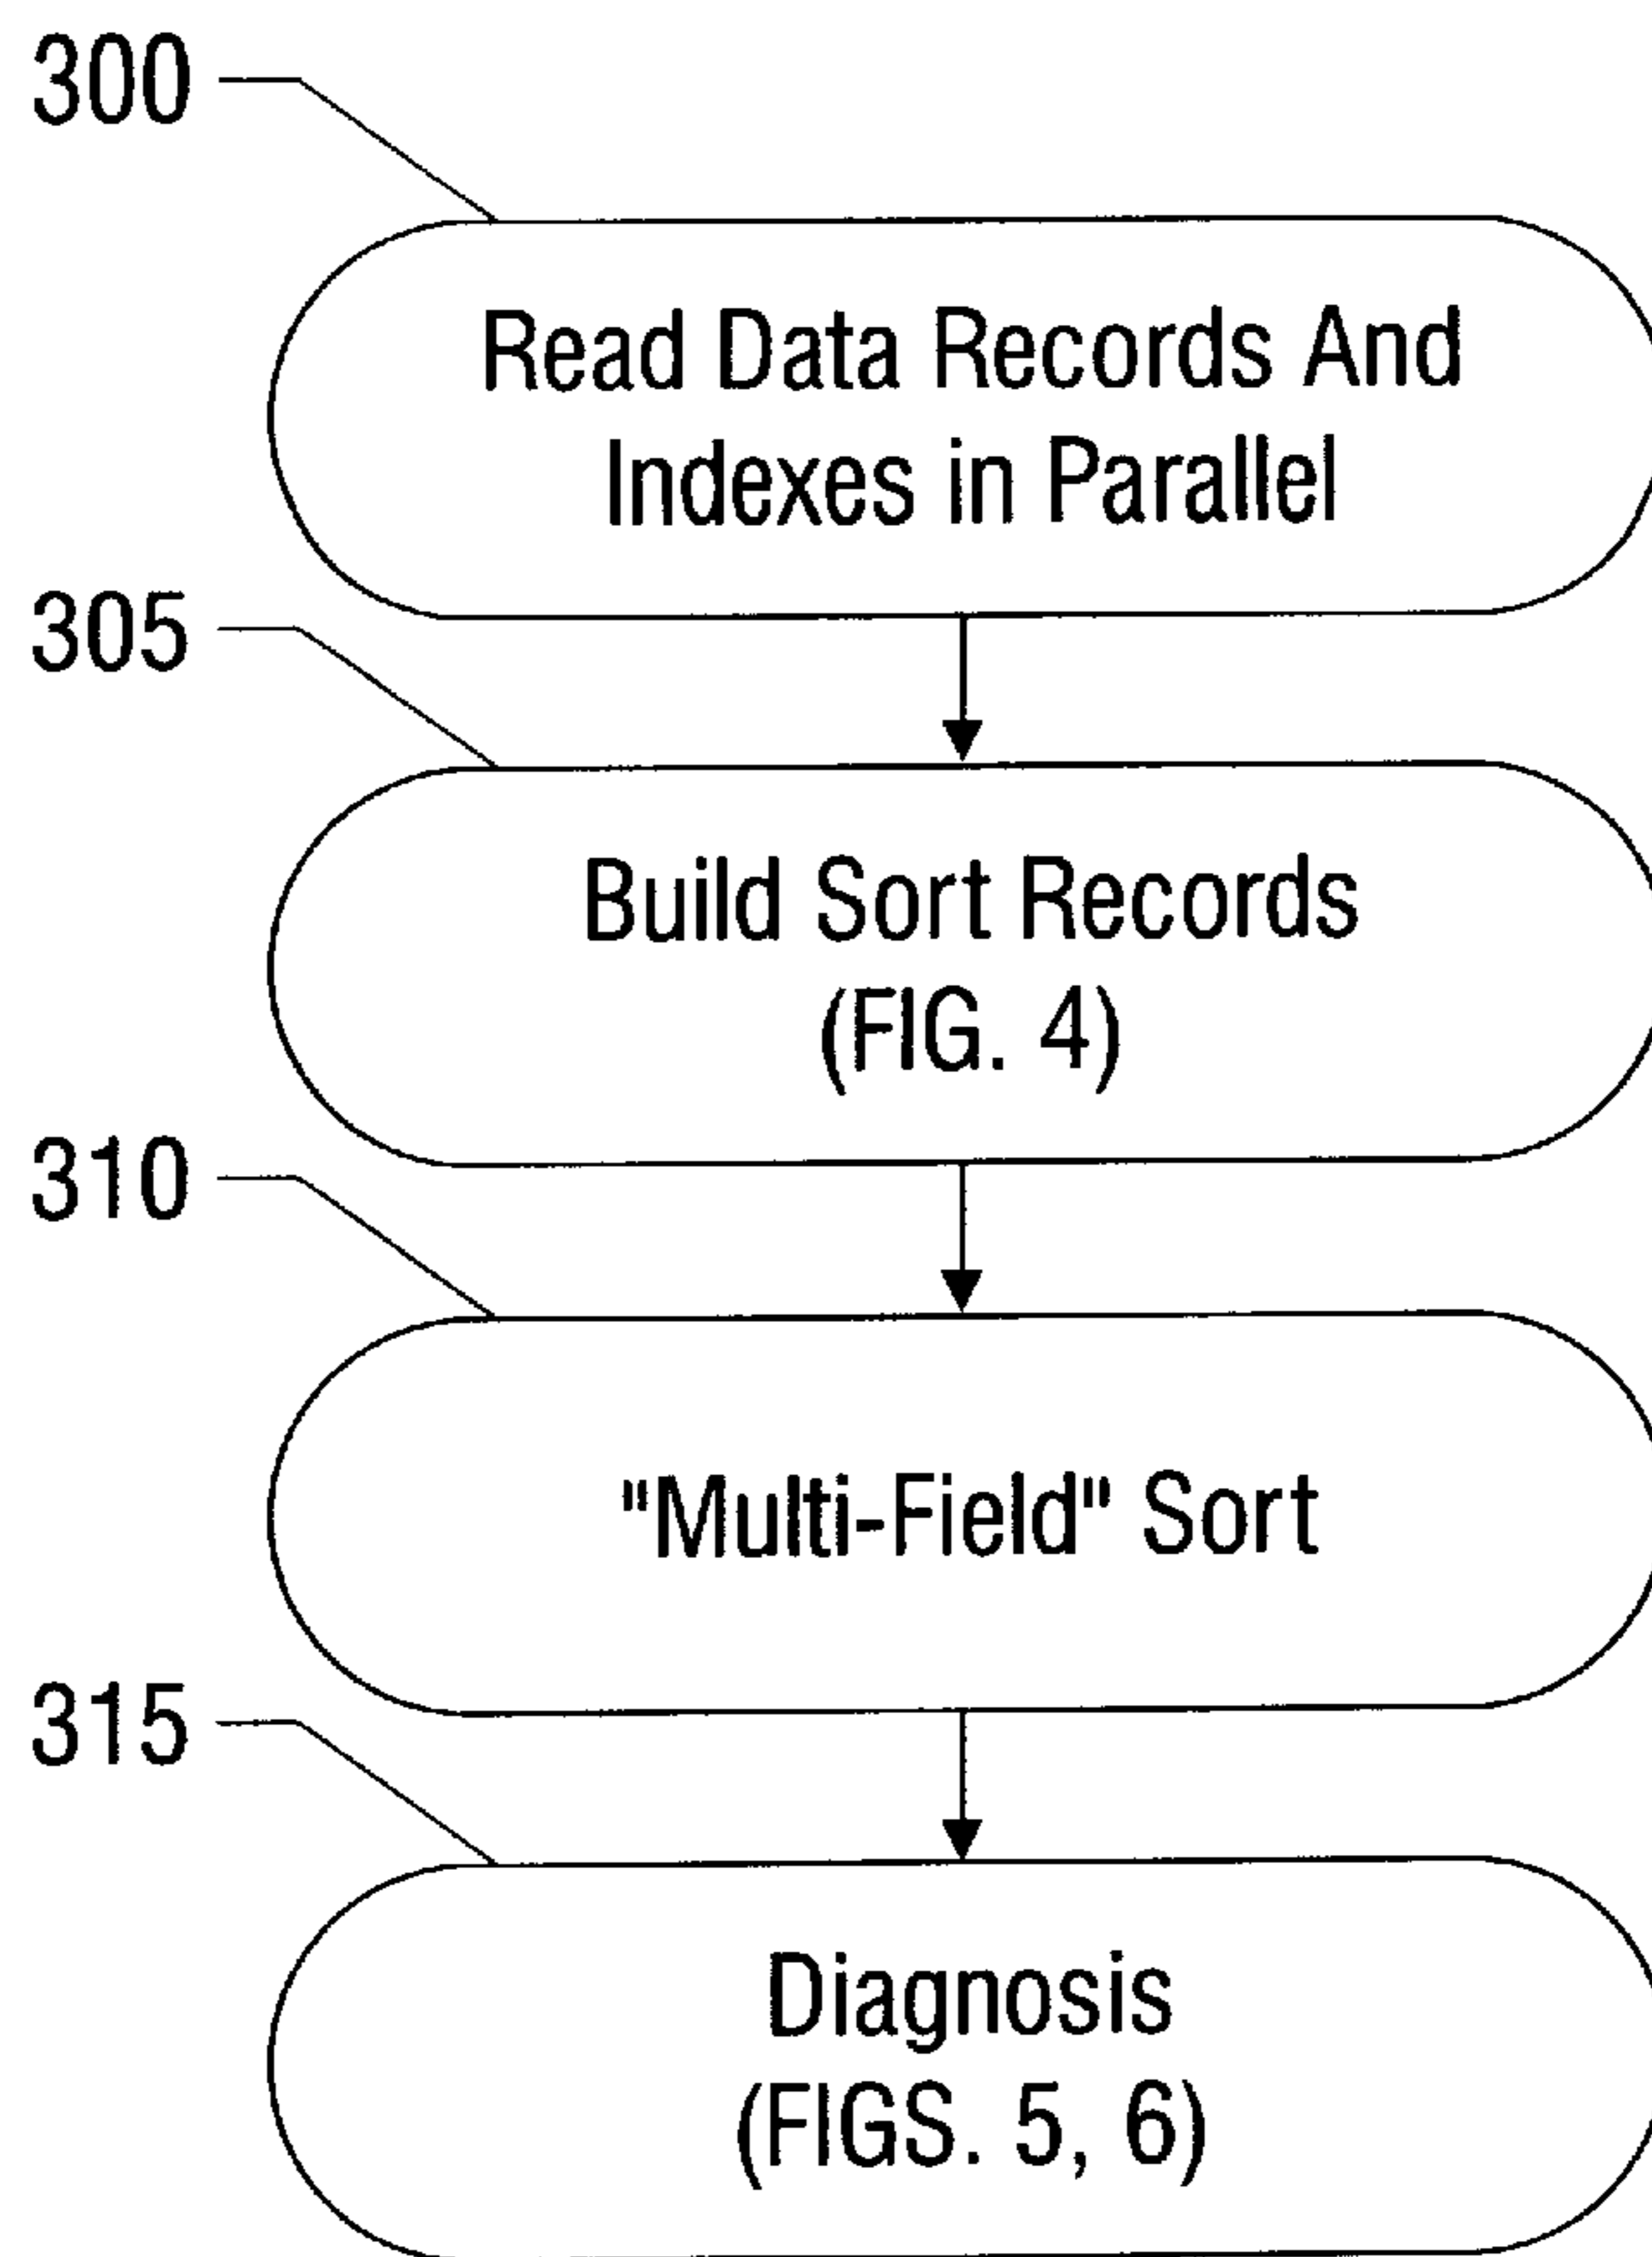 300
Read Data Records And
Indexes in Parallel
305
Build Sort Records
(FIG. 4)
310
"Multi-Field" Sort
315
Diagnosis
(FIGS. 5, 6)